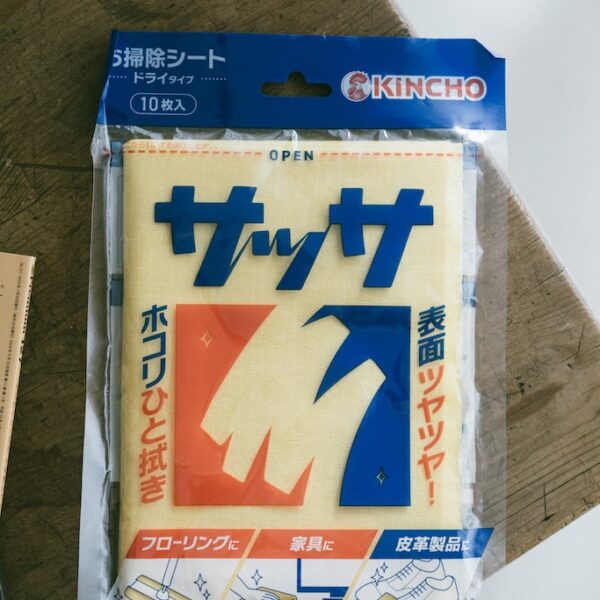 掃除シート
ドライタイプ
10枚入
KINCHO
OPEN
サッサ
ホコリひと拭き
表面ツヤツヤ!
フローリングに
家具に
皮革製品に